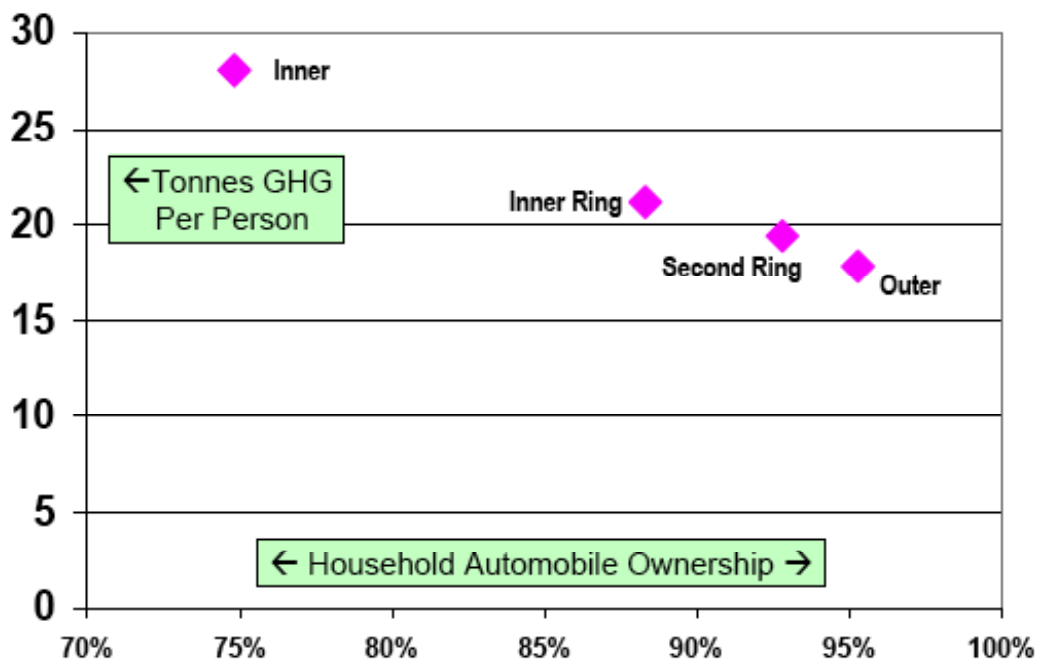 30
Inner
25
←Tonnes GHG
Per Person
Inner Ring
20
Second Ring
Outer
15
10
5
← Household Automobile Ownership →
0
70% 75% 80% 85% 90% 95% 100%